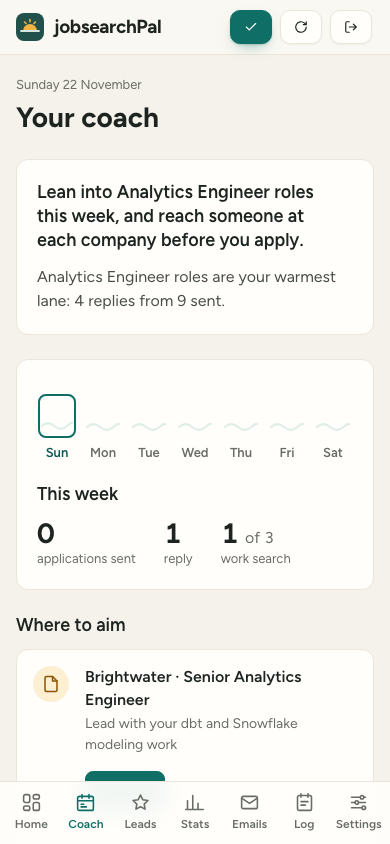 jobsearchPal
Sunday 22 November
Your coach
Lean into Analytics Engineer roles
this week, and reach someone at
each company before you apply.
Analytics Engineer roles are your warmest
lane: 4 replies from 9 sent.
Sun Mon Tue Wed Thu Fri Sat
This week
0 1 1 of 3
applications sent reply work search
Where to aim
Brightwater · Senior Analytics
Engineer
Lead with your dbt and Snowflake
modeling work
Home Coach Leads Stats Emails Log Settings